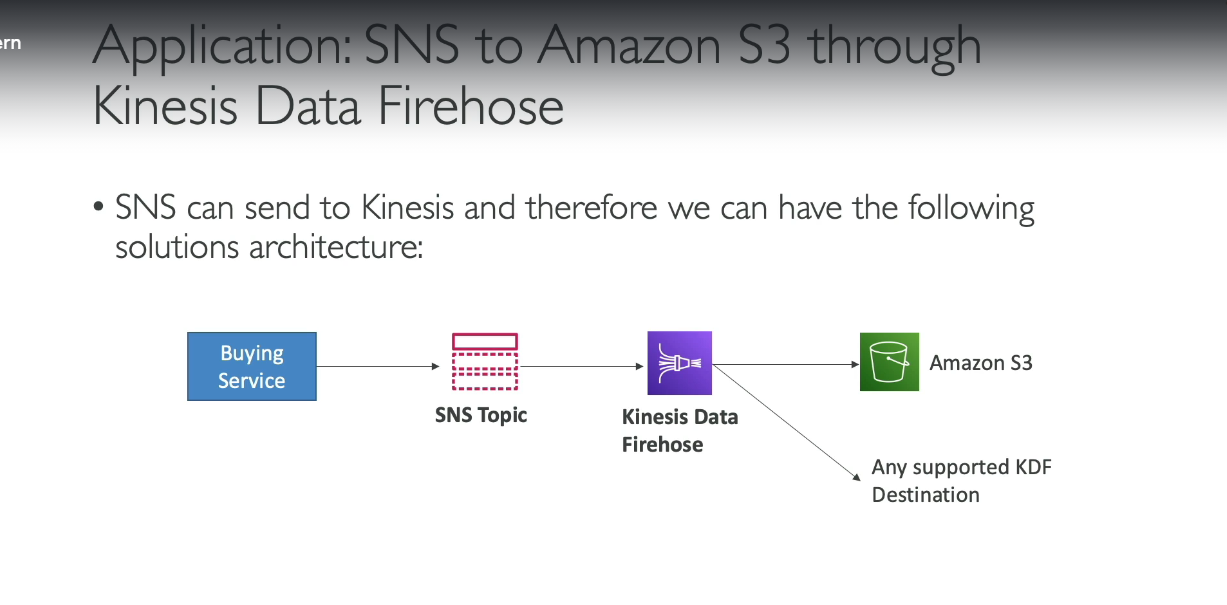 Application: SNS to Amazon S3 through
Kinesis Data Firehose
• SNS can send to Kinesis and therefore we can have the following
solutions architecture:
Buying
Service
SNS Topic
Kinesis Data
Firehose
Amazon S3
Any supported KDF
Destination